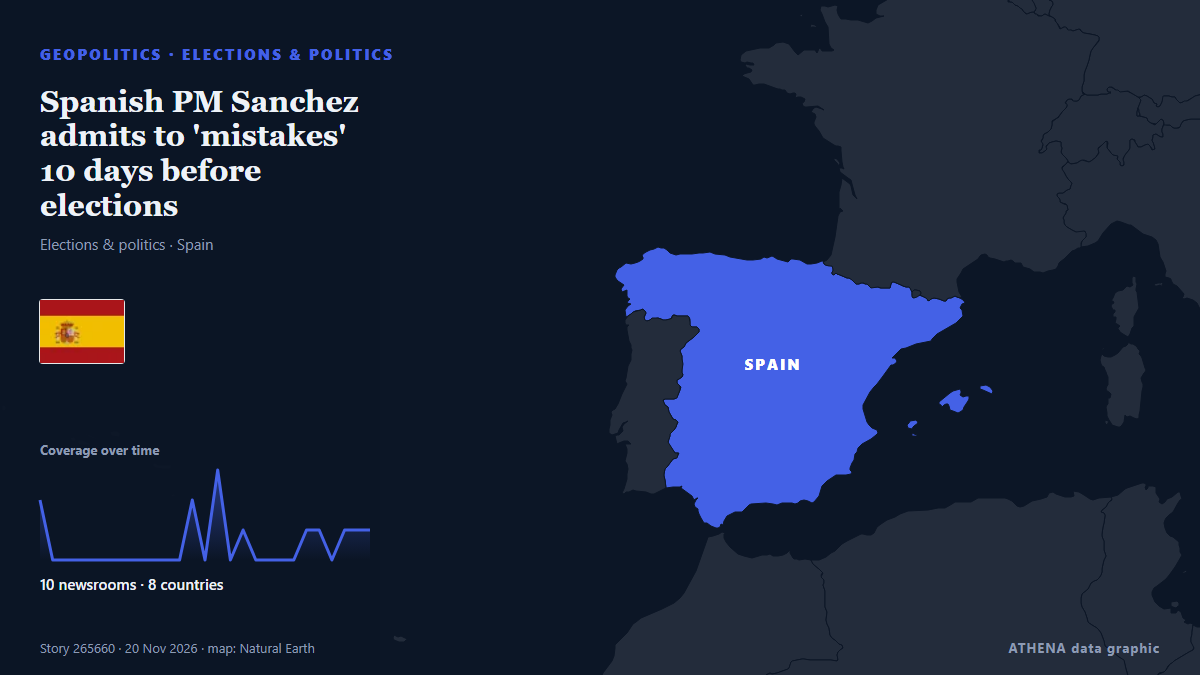 GEOPOLITICS · ELECTIONS & POLITICS
Spanish PM Sanchez
admits to 'mistakes'
10 days before
elections
Elections & politics · Spain
SPAIN
Coverage over time
10 newsrooms · 8 countries
Story 265660 · 20 Nov 2026 · map: Natural Earth
ATHENA data graphic